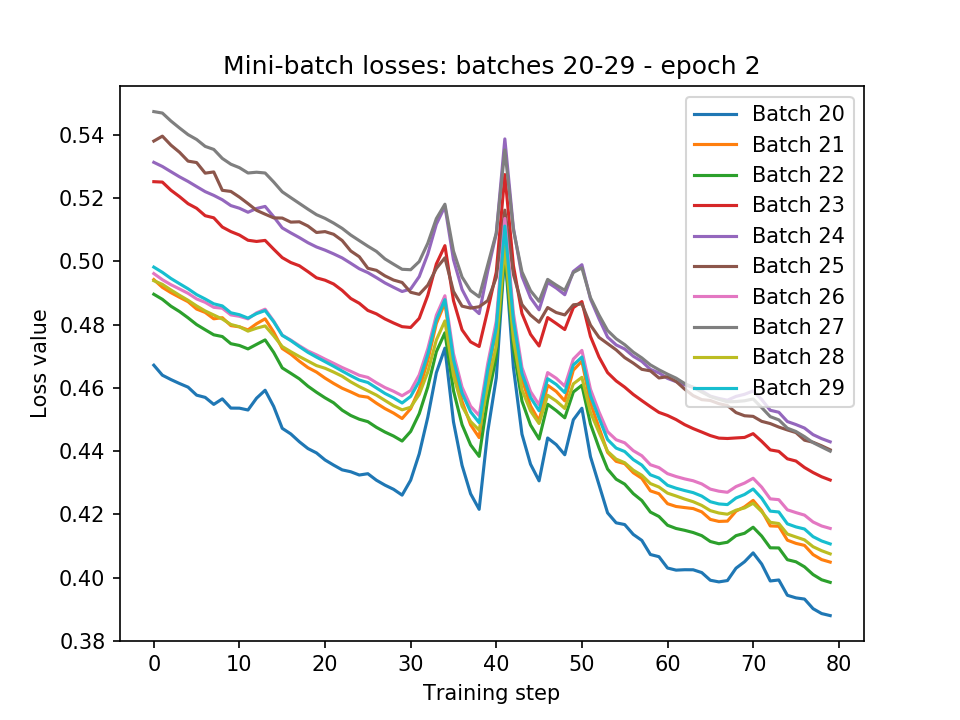 Mini-batch losses: batches 20-29 - epoch 2
Loss value
0.54
0.52
0.50
0.48
0.46
0.44
0.42
0.40
0.38
Batch 20
Batch 21
Batch 22
Batch 23
Batch 24
Batch 25
Batch 26
Batch 27
Batch 28
Batch 29
0 10 20 30 40 50 60 70 80
Training step